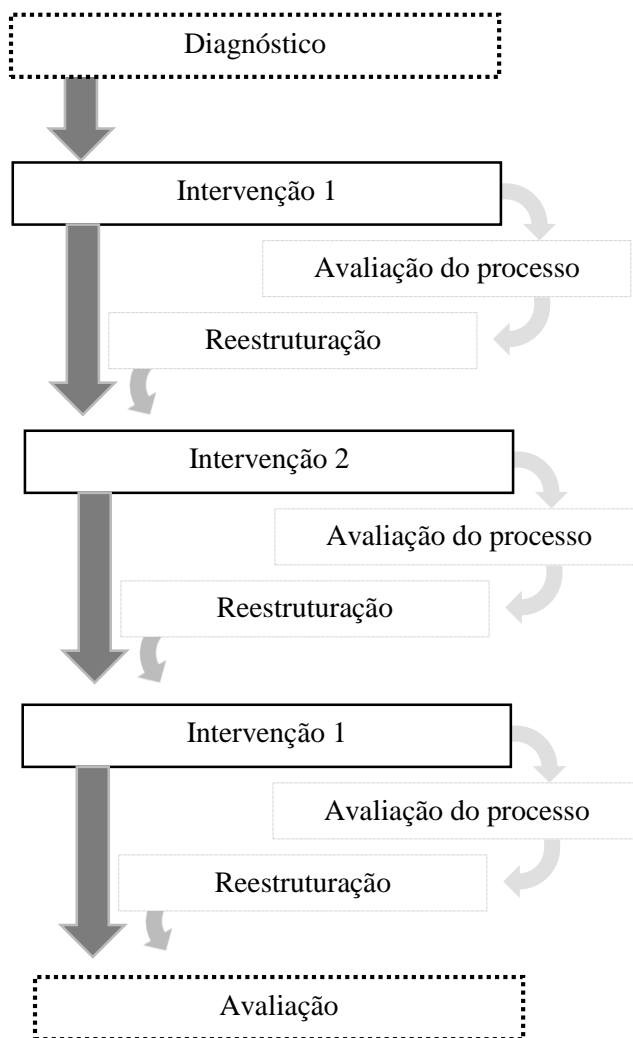 Diagnóstico
Intervenção 1
Avaliação do processo
Reestruturação
Intervenção 2
Avaliação do processo
Reestruturação
Intervenção 1
Avaliação do processo
Reestruturação
Avaliação